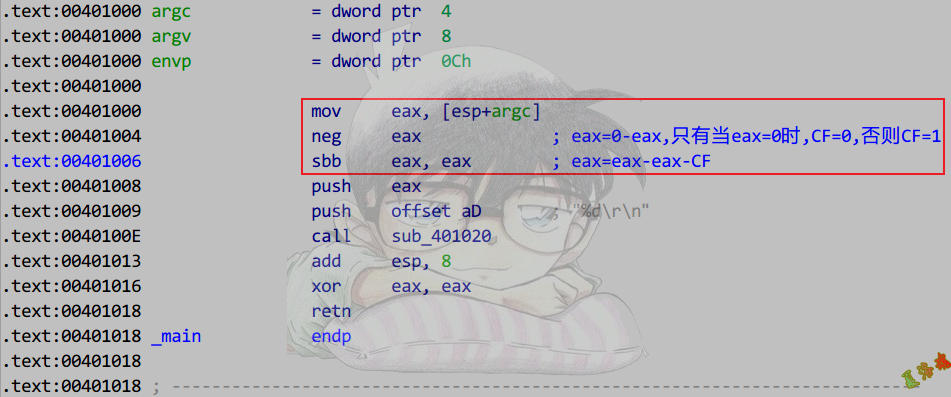 .text:00401000 argc = dword ptr 4
.text:00401000 argv = dword ptr 8
.text:00401000 envp = dword ptr 0Ch
.text:00401000
.text:00401000 mov eax, [esp+argc]
.text:00401004 neg eax ; eax=0-eax,只有当eax=0时,CF=0,否则CF=1
.text:00401006 sbb eax, eax ; eax=eax-eax-CF
.text:00401008 push eax
.text:00401009 push offset aD ; "%d\r\n"
.text:0040100E call sub_401020
.text:00401013 add esp, 8
.text:00401016 xor eax, eax
.text:00401018 retn
.text:00401018 _main endp
.text:00401018
.text:00401018 ; ---------------------------------------------------------------------------